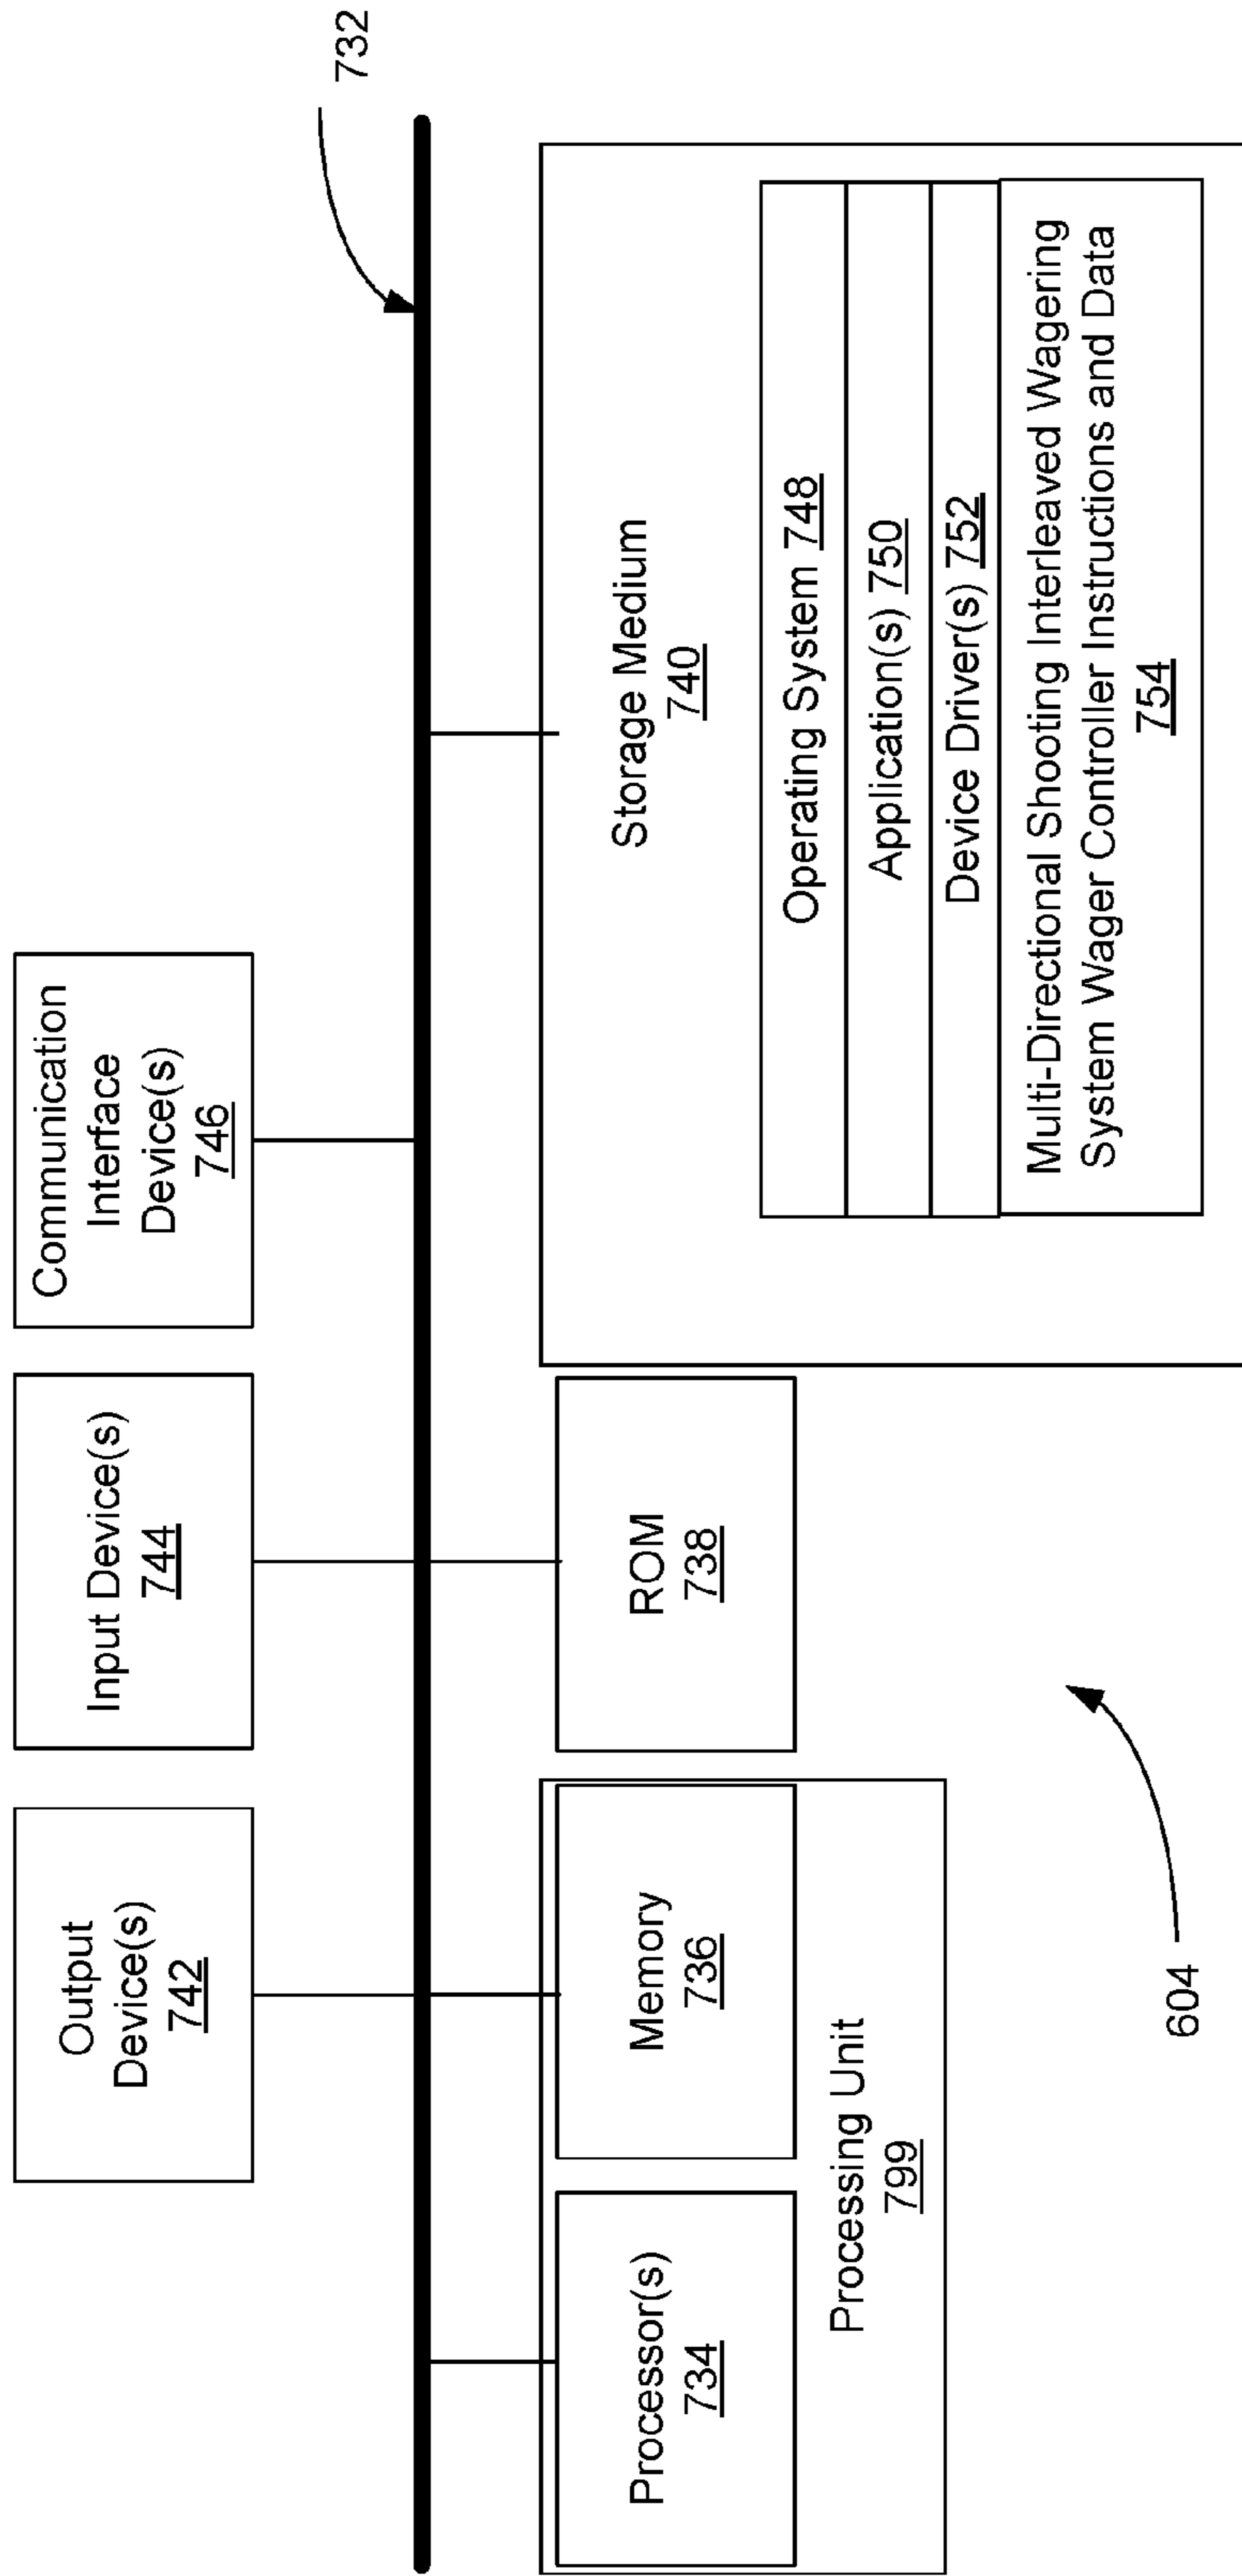 732
Output
Device(s)
742
Input Device(s)
744
Communication
Interface
Device(s)
746
Processor(s)
734
Memory
736
Processing Unit
799
ROM
738
Storage Medium
740
Operating System 748
Application(s) 750
Device Driver(s) 752
Multi-Directional Shooting Interleaved Wagering
System Wager Controller Instructions and Data
754
604